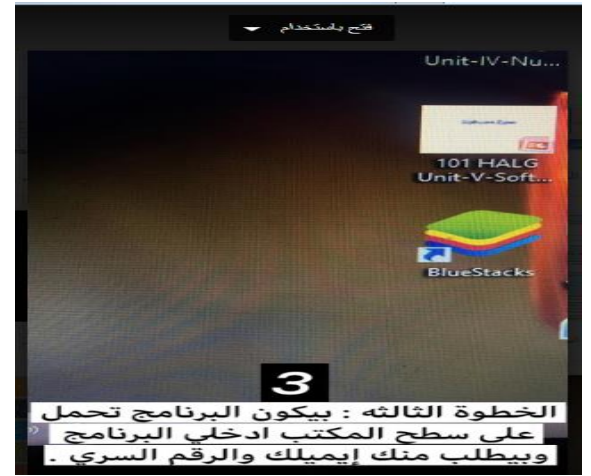 فتح باستخدام
Unit-IV-Nu...
101 HALG
Unit-V-Soft...
BlueStacks
3
الخطوة الثالثه : بيكون البرنامج تحمل
على سطح المكتب ادخلي البرنامج
وبيطلب منك إيميلك والرقم السري .